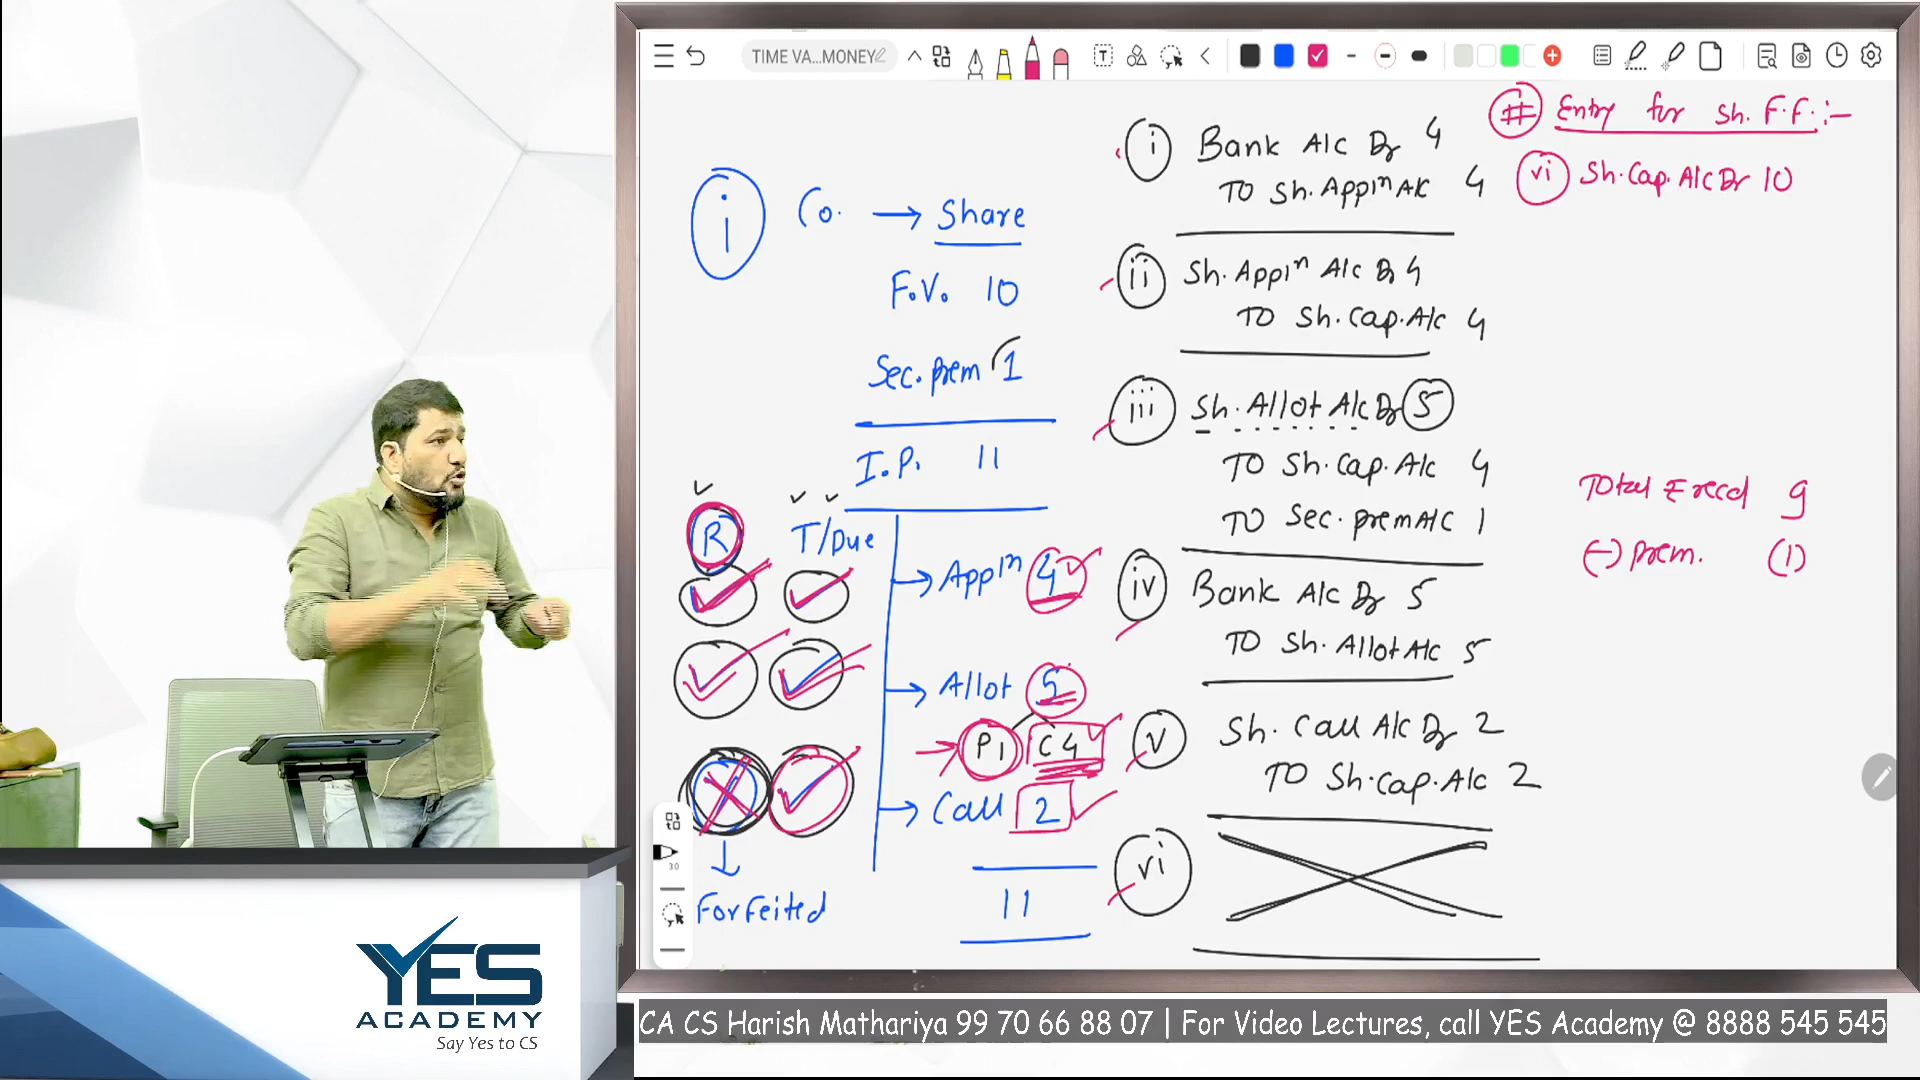 TIME VA...MONEY
T
30
i Co. → Share
F.V. 10
Sec. prem 1
I.P. 11
R T/Due
→ Appln 4
→ Allot 5
→ P1 C4
→ Call 2
11
↓
Forfeited
i Bank A/c Dr 4
TO Sh. Appln A/c 4
ii Sh. Appln A/c Dr 4
TO Sh. Cap. A/c 4
iii Sh. Allot A/c Dr 5
TO Sh. Cap. A/c 4
TO Sec. prem A/c 1
iv Bank A/c Dr 5
TO Sh. Allot A/c 5
v Sh. Call A/c Dr 2
TO Sh. Cap. A/c 2
vi
# Entry for Sh. F.F. :-
vi Sh. Cap. A/c Dr 10
Total recd 9
(-) prem. (1)
YES
ACADEMY
Say Yes to CS
CA CS Harish Mathariya 99 70 66 88 07 | For Video Lectures, call YES Academy @ 8888 545 545